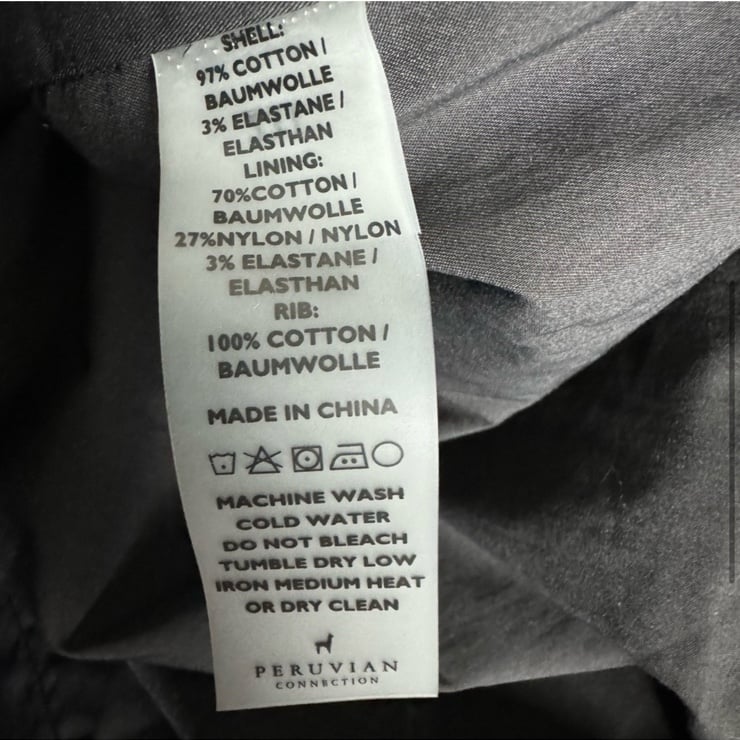 SHELL:
97% COTTON /
BAUMWOLLE
3% ELASTANE /
ELASTHAN
LINING:
70%COTTON /
BAUMWOLLE
27%NYLON / NYLON
3% ELASTANE /
ELASTHAN
RIB:
100% COTTON /
BAUMWOLLE
MADE IN CHINA
MACHINE WASH
COLD WATER
DO NOT BLEACH
TUMBLE DRY LOW
IRON MEDIUM HEAT
OR DRY CLEAN
PERUVIAN
CONNECTION